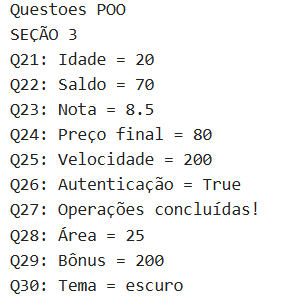 Questoes POO
SEÇÃO 3
Q21: Idade = 20
Q22: Saldo = 70
Q23: Nota = 8.5
Q24: Preço final = 80
Q25: Velocidade = 200
Q26: Autenticação = True
Q27: Operações concluídas!
Q28: Área = 25
Q29: Bônus = 200
Q30: Tema = escuro